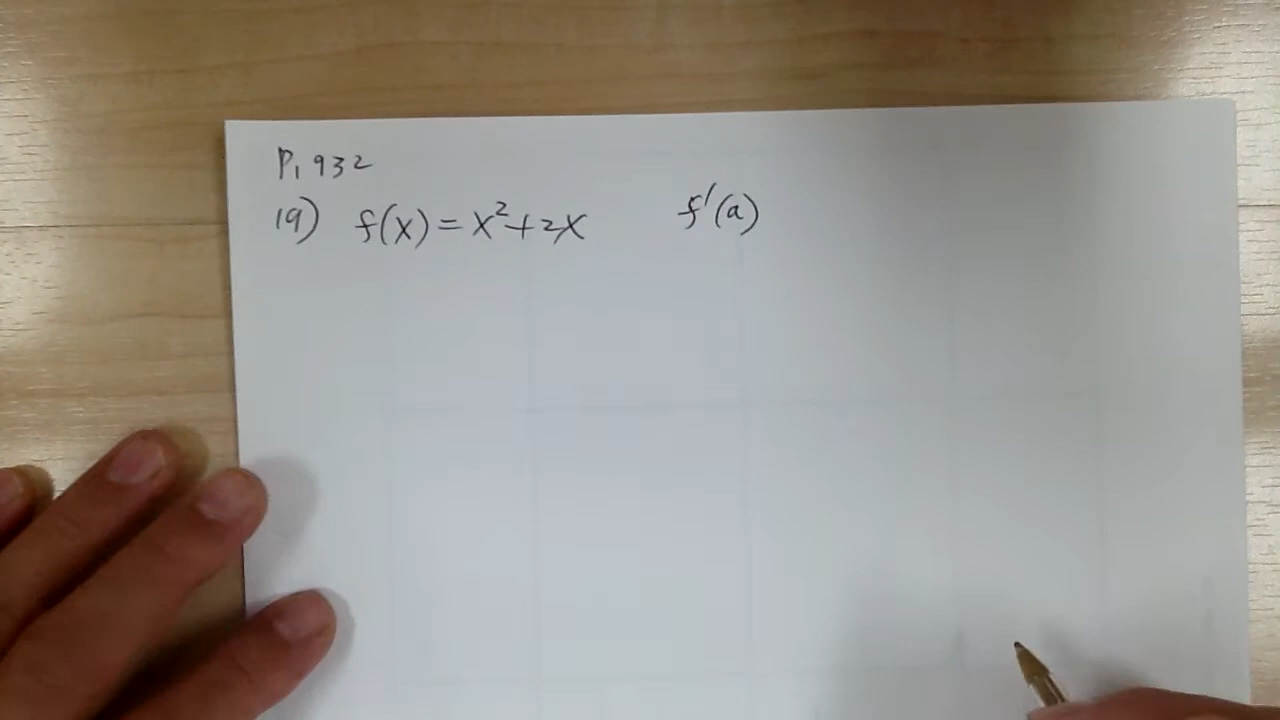 P. 932
19) f(x) = x²+2x f'(a)